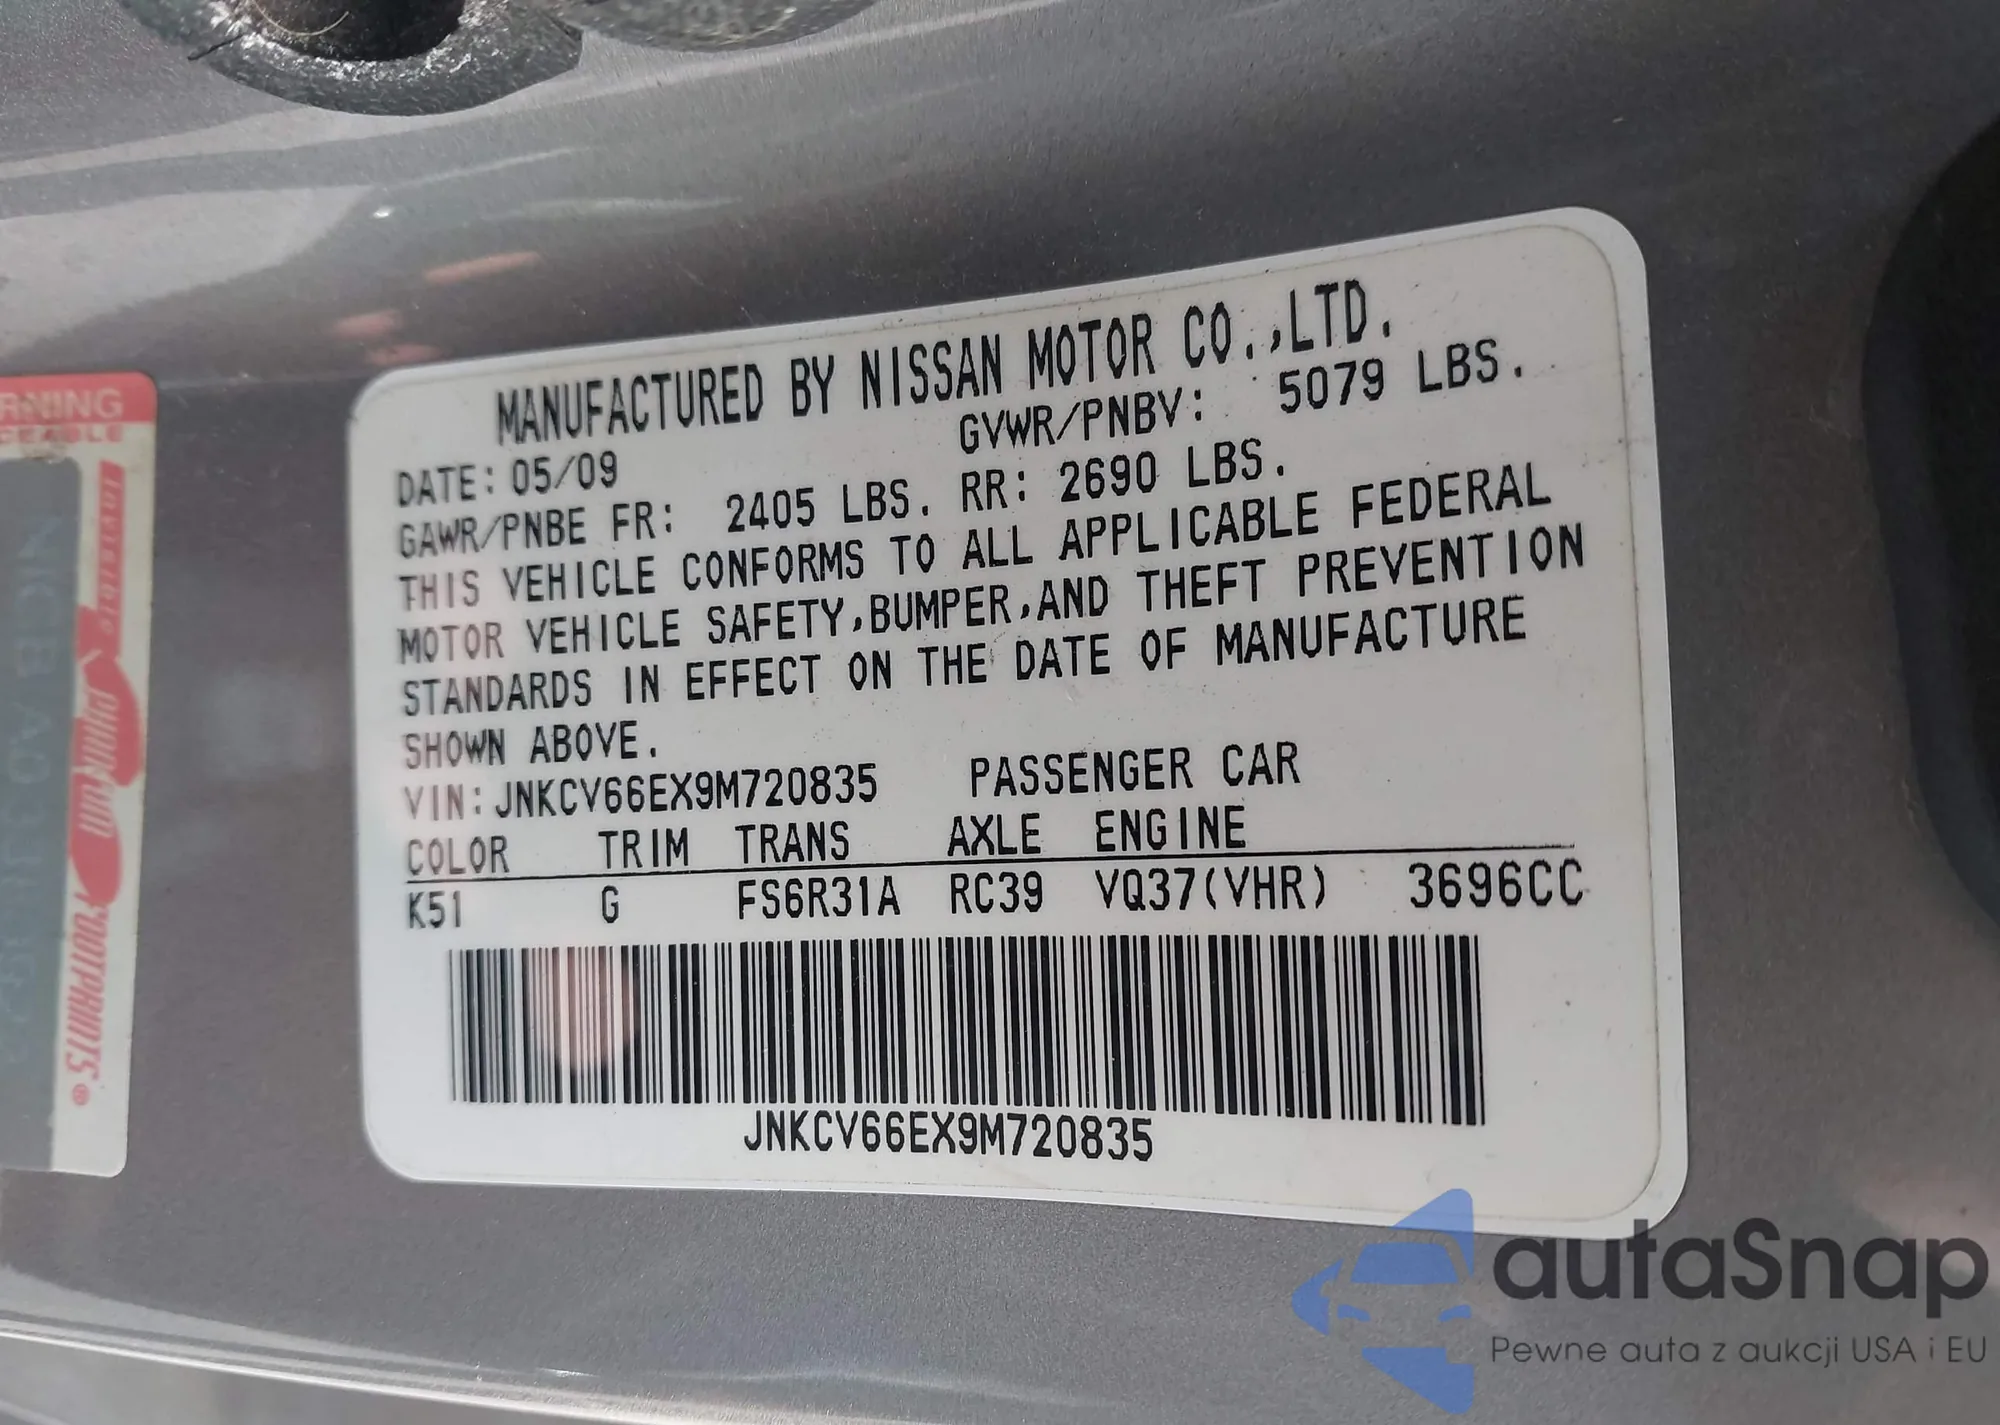 MANUFACTURED BY NISSAN MOTOR CO.,LTD.
DATE: 05/09 GVWR/PNBV: 5079 LBS.
GAWR/PNBE FR: 2405 LBS. RR: 2690 LBS.
THIS VEHICLE CONFORMS TO ALL APPLICABLE FEDERAL
MOTOR VEHICLE SAFETY,BUMPER,AND THEFT PREVENTION
STANDARDS IN EFFECT ON THE DATE OF MANUFACTURE
SHOWN ABOVE.
VIN: JNKCV66EX9M720835 PASSENGER CAR
COLOR TRIM TRANS AXLE ENGINE
K51 G FS6R31A RC39 VQ37(VHR) 3696CC
JNKCV66EX9M720835
FOOTPRINTS®
autaSnap
Pewne auta z aukcji USA i EU